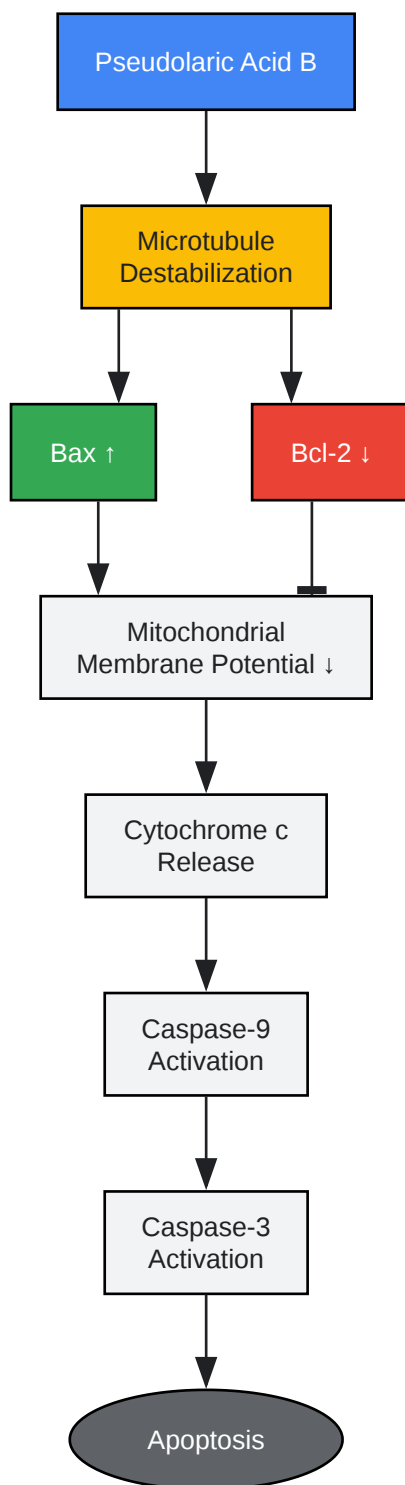 Pseudolaric Acid B
Microtubule
Destabilization
Bax ↑
Bcl-2 ↓
Mitochondrial
Membrane Potential ↓
Cytochrome c
Release
Caspase-9
Activation
Caspase-3
Activation
Apoptosis